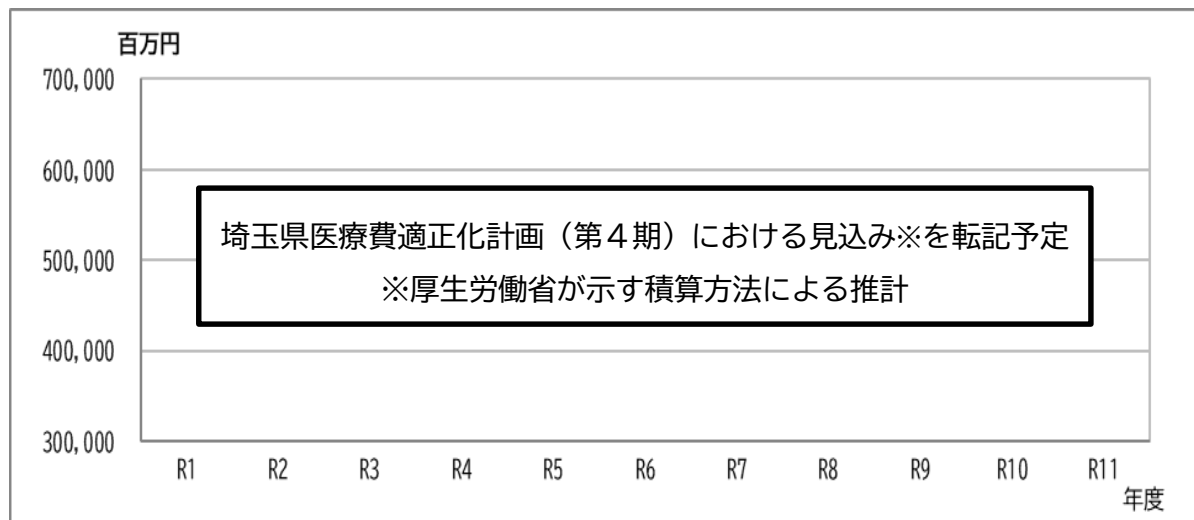 百万円
700,000
600,000
500,000
400,000
300,000
埼玉県医療費適正化計画（第４期）における見込み※を転記予定
※厚生労働省が示す積算方法による推計
R1 R2 R3 R4 R5 R6 R7 R8 R9 R10 R11
年度